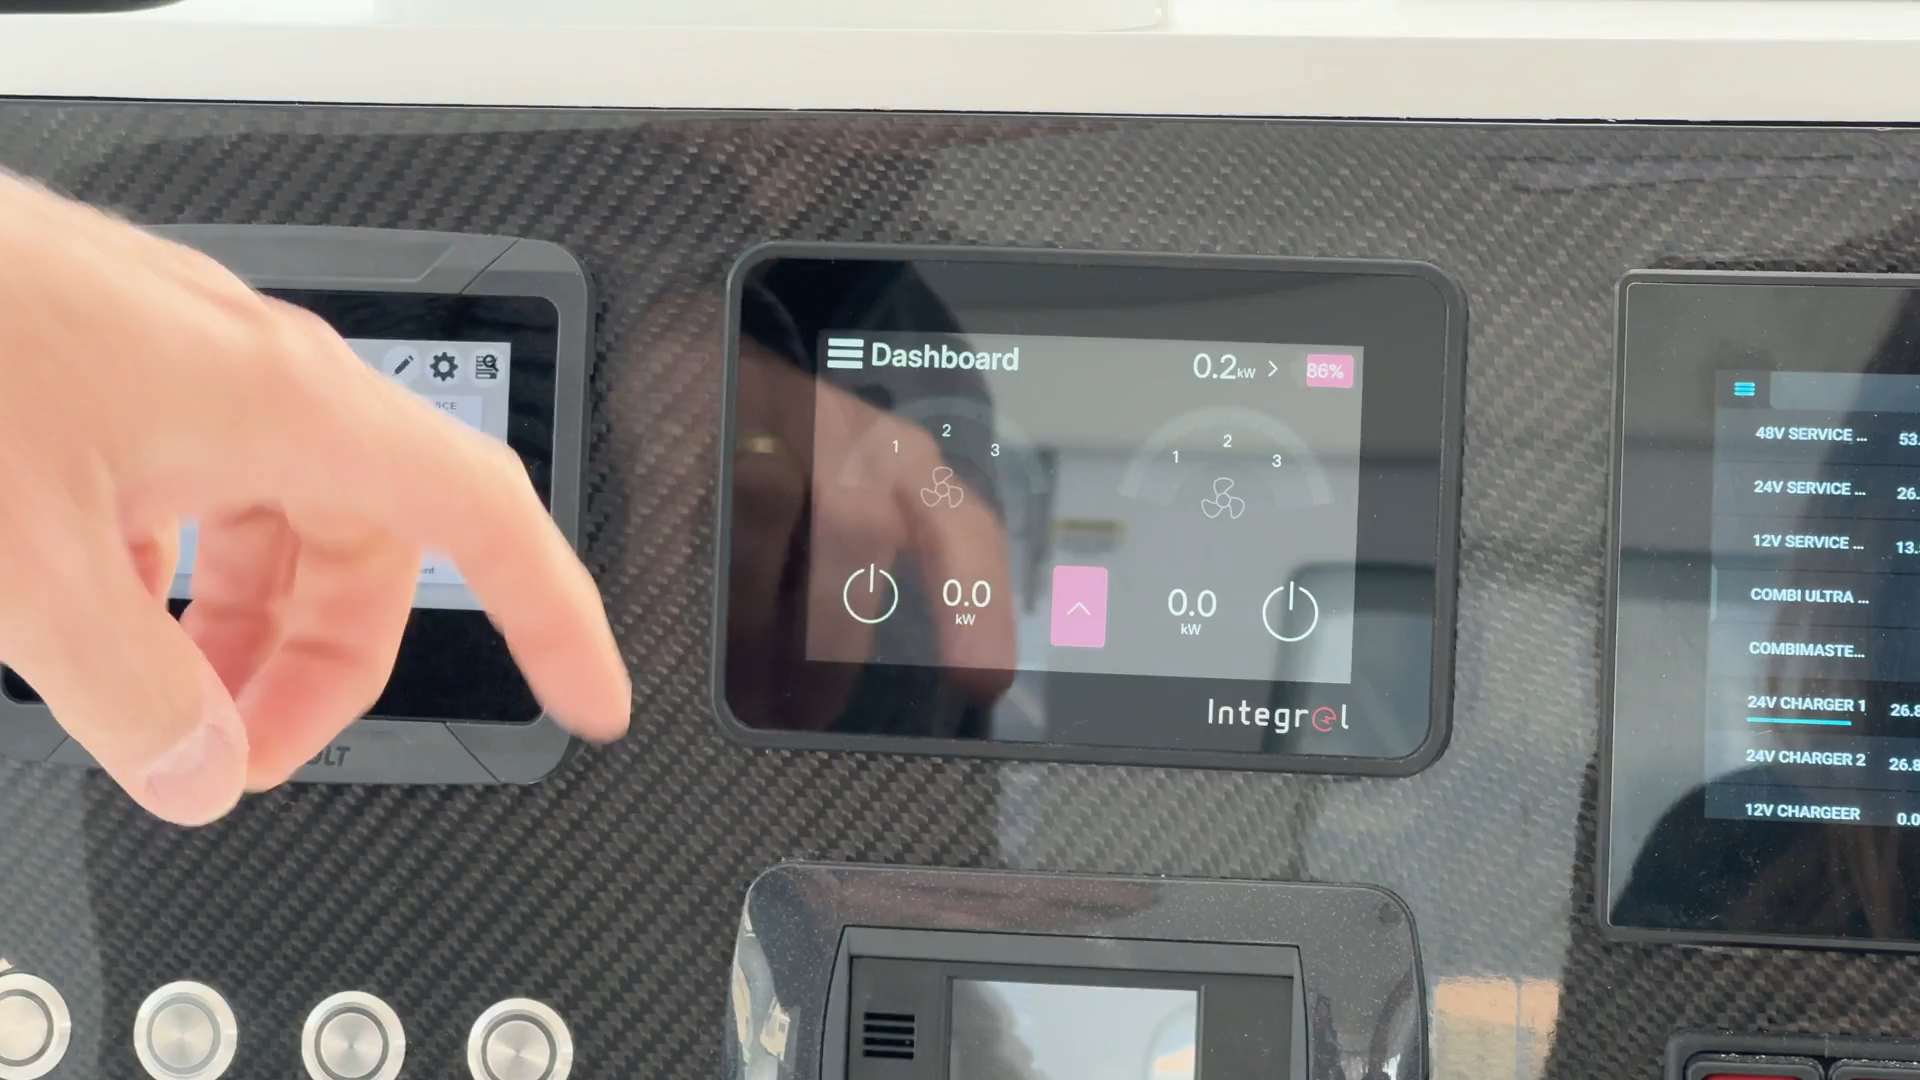 VICE
Dashboard
0.2kW
86%
1
2
3
1
2
3
0.0
kW
0.0
kW
Integrel
48V SERVICE ... 53.
24V SERVICE ... 26.
12V SERVICE ... 13.
COMBI ULTRA ...
COMBIMASTE...
24V CHARGER 1 26.8
24V CHARGER 2 26.8
12V CHARGEER 0.0